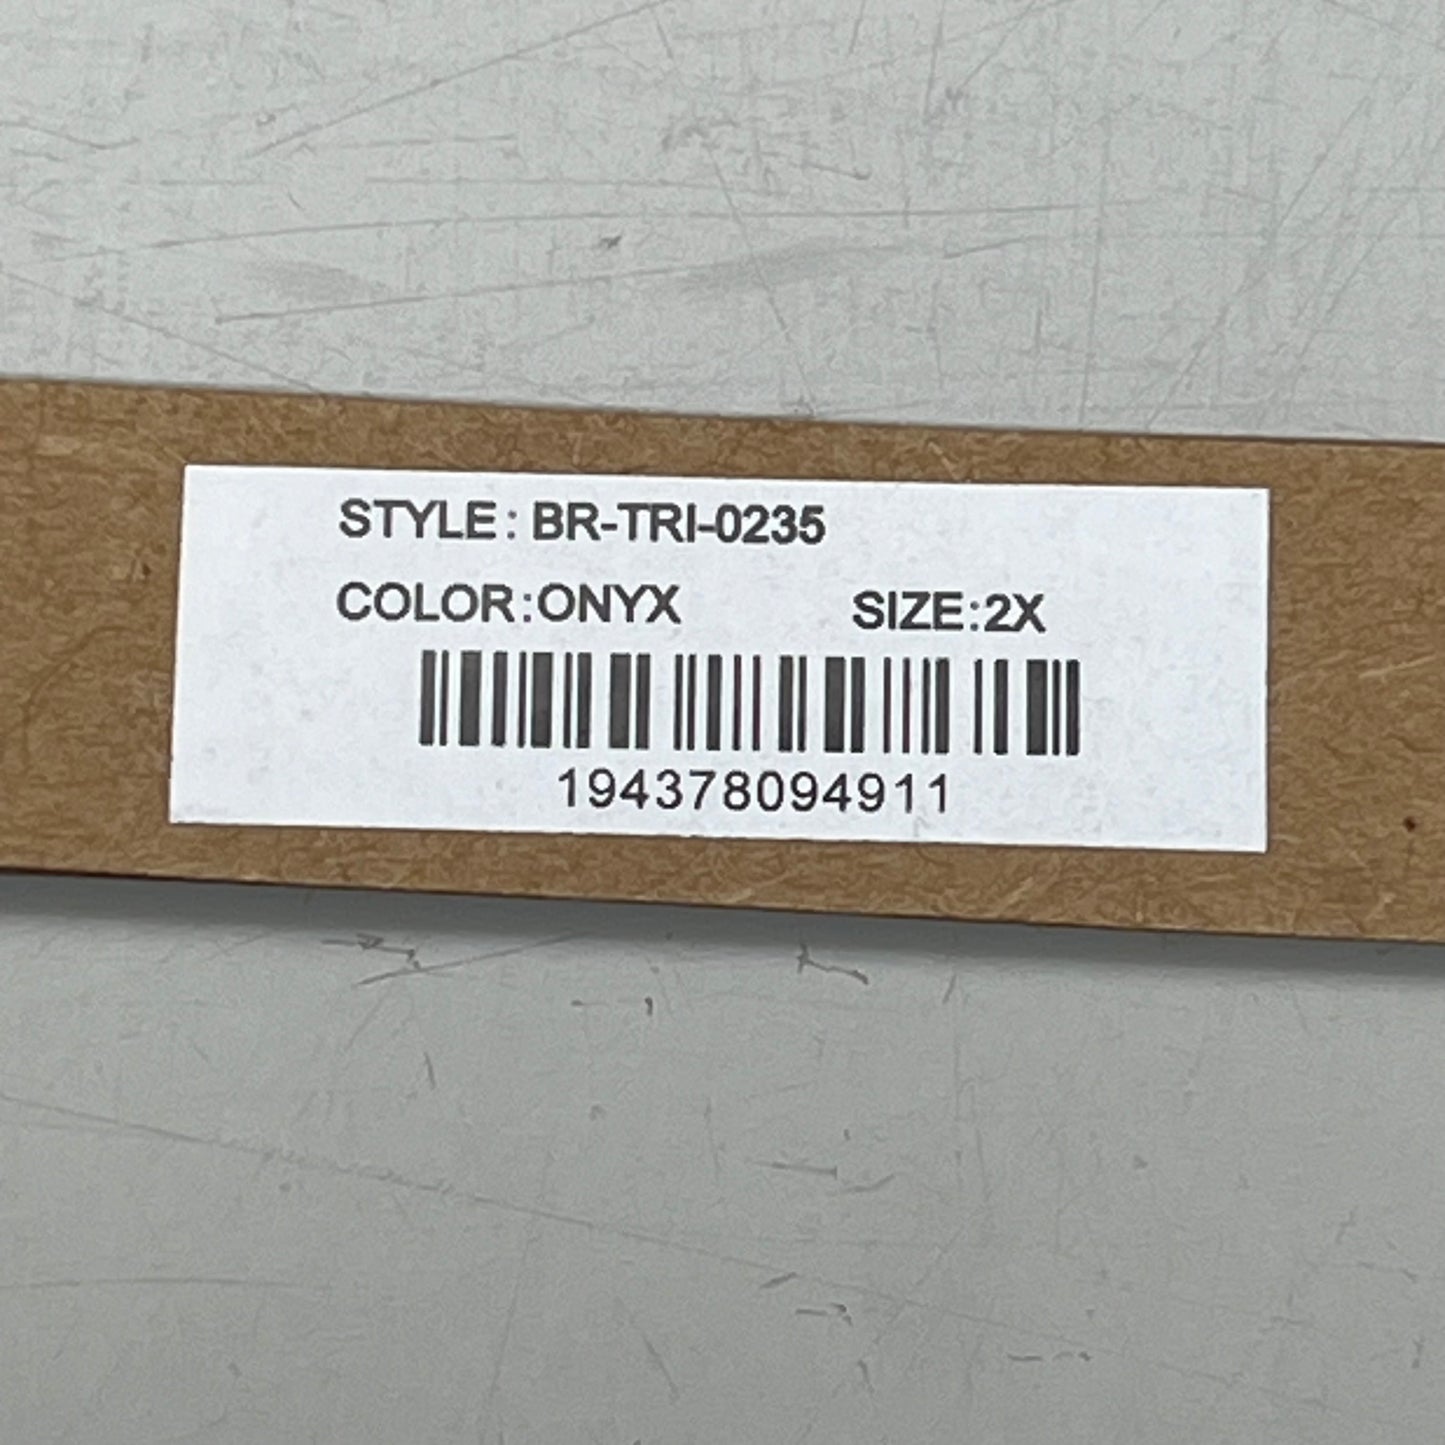 STYLE: BR-TRI-0235
COLOR:ONYX SIZE:2X
194378094911